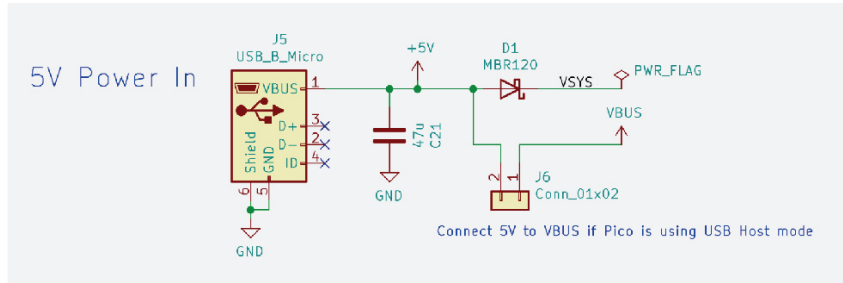 5V Power In
J5
USB_B_Micro
VBUS 1
D+ 3
D- 2
ID 4
Shield
GND
6
5
GND
+5V
47u
C21
GND
D1
MBR120
VSYS
PWR_FLAG
VBUS
2
1
J6
Conn_01x02
Connect 5V to VBUS if Pico is using USB Host mode